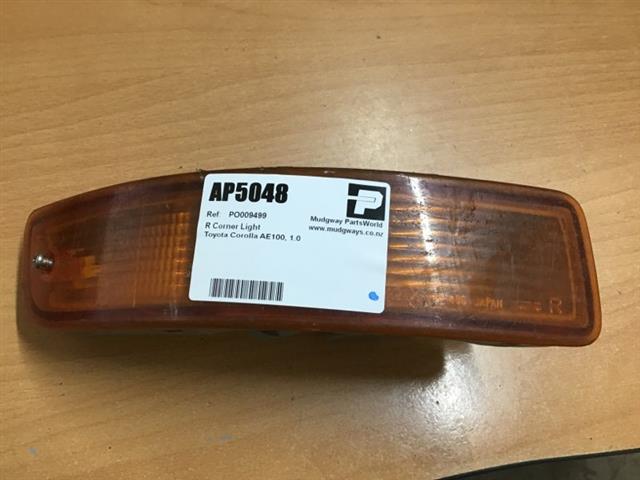 AP5048
Ref: PO009499
R Corner Light
Toyota Corolla AE100, 1.0
P
Mudgway PartsWorld
www.mudgways.co.nz
JAPAN
R